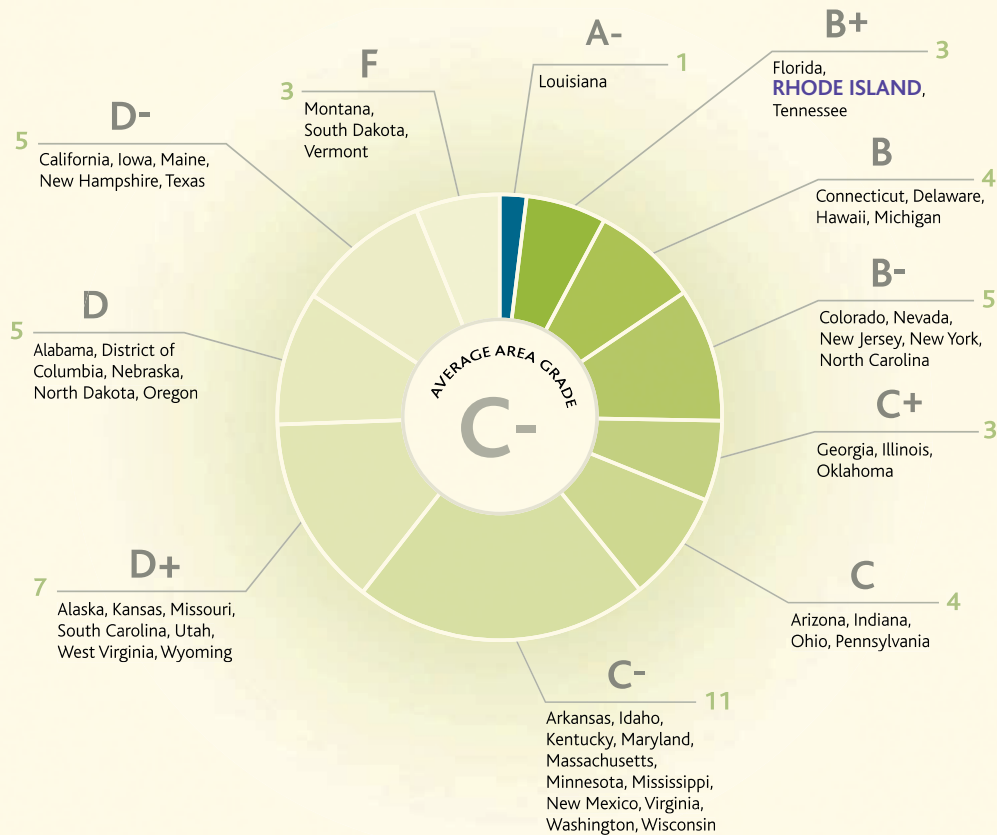 A-
1
Louisiana
B+
3
Florida,
RHODE ISLAND,
Tennessee
B
4
Connecticut, Delaware,
Hawaii, Michigan
B-
5
Colorado, Nevada,
New Jersey, New York,
North Carolina
C+
3
Georgia, Illinois,
Oklahoma
C
4
Arizona, Indiana,
Ohio, Pennsylvania
C-
11
Arkansas, Idaho,
Kentucky, Maryland,
Massachusetts,
Minnesota, Mississippi,
New Mexico, Virginia,
Washington, Wisconsin
D+
7
Alaska, Kansas, Missouri,
South Carolina, Utah,
West Virginia, Wyoming
D
5
Alabama, District of
Columbia, Nebraska,
North Dakota, Oregon
D-
5
California, Iowa, Maine,
New Hampshire, Texas
F
3
Montana,
South Dakota,
Vermont
AVERAGE AREA GRADE
C-